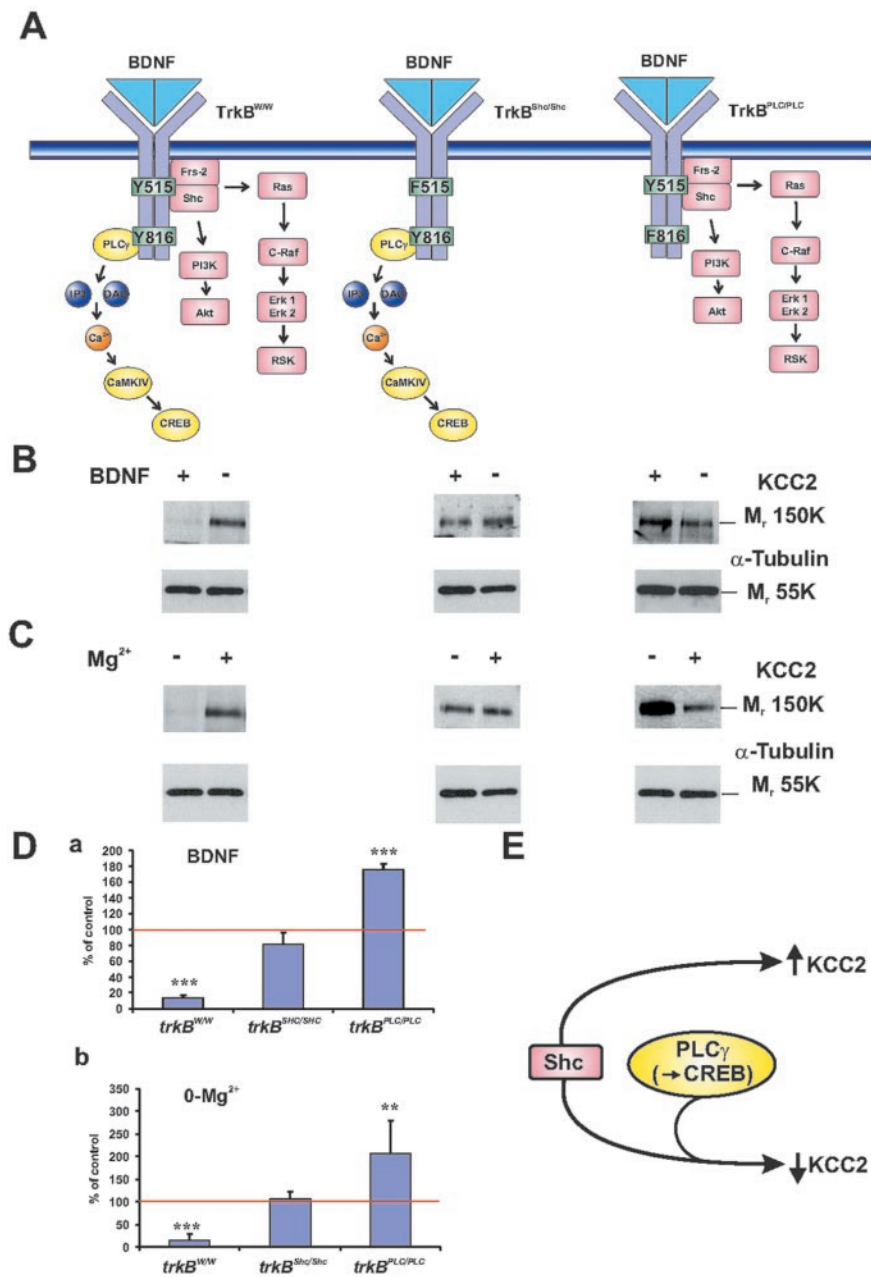 A
BDNF
TrkB^W/W
Frs-2
Shc
Y515
Ras
Y816
PLCγ
C-Raf
PI3K
IP3
DAG
Akt
Erk 1
Erk 2
Ca²⁺
RSK
CaMKIV
CREB
BDNF
TrkB^Shc/Shc
F515
Y816
PLCγ
IP3
DAG
Ca²⁺
CaMKIV
CREB
BDNF
TrkB^PLC/PLC
Frs-2
Shc
Y515
Ras
F816
C-Raf
PI3K
Akt
Erk 1
Erk 2
RSK
B
BDNF + - + - + - KCC2
Mr 150K
α-Tubulin
Mr 55K
C
Mg²⁺ - + - + - + KCC2
Mr 150K
α-Tubulin
Mr 55K
D
a
BDNF
% of control
200
180
160
140
120
100
80
60
40
20
0
***
***
trkB^W/W trkB^SHC/SHC trkB^PLC/PLC
b
0-Mg²⁺
% of control
350
300
250
200
150
100
50
0
***
**
trkB^W/W trkB^Shc/Shc trkB^PLC/PLC
E
↑KCC2
Shc
PLCγ
(→CREB)
↓KCC2